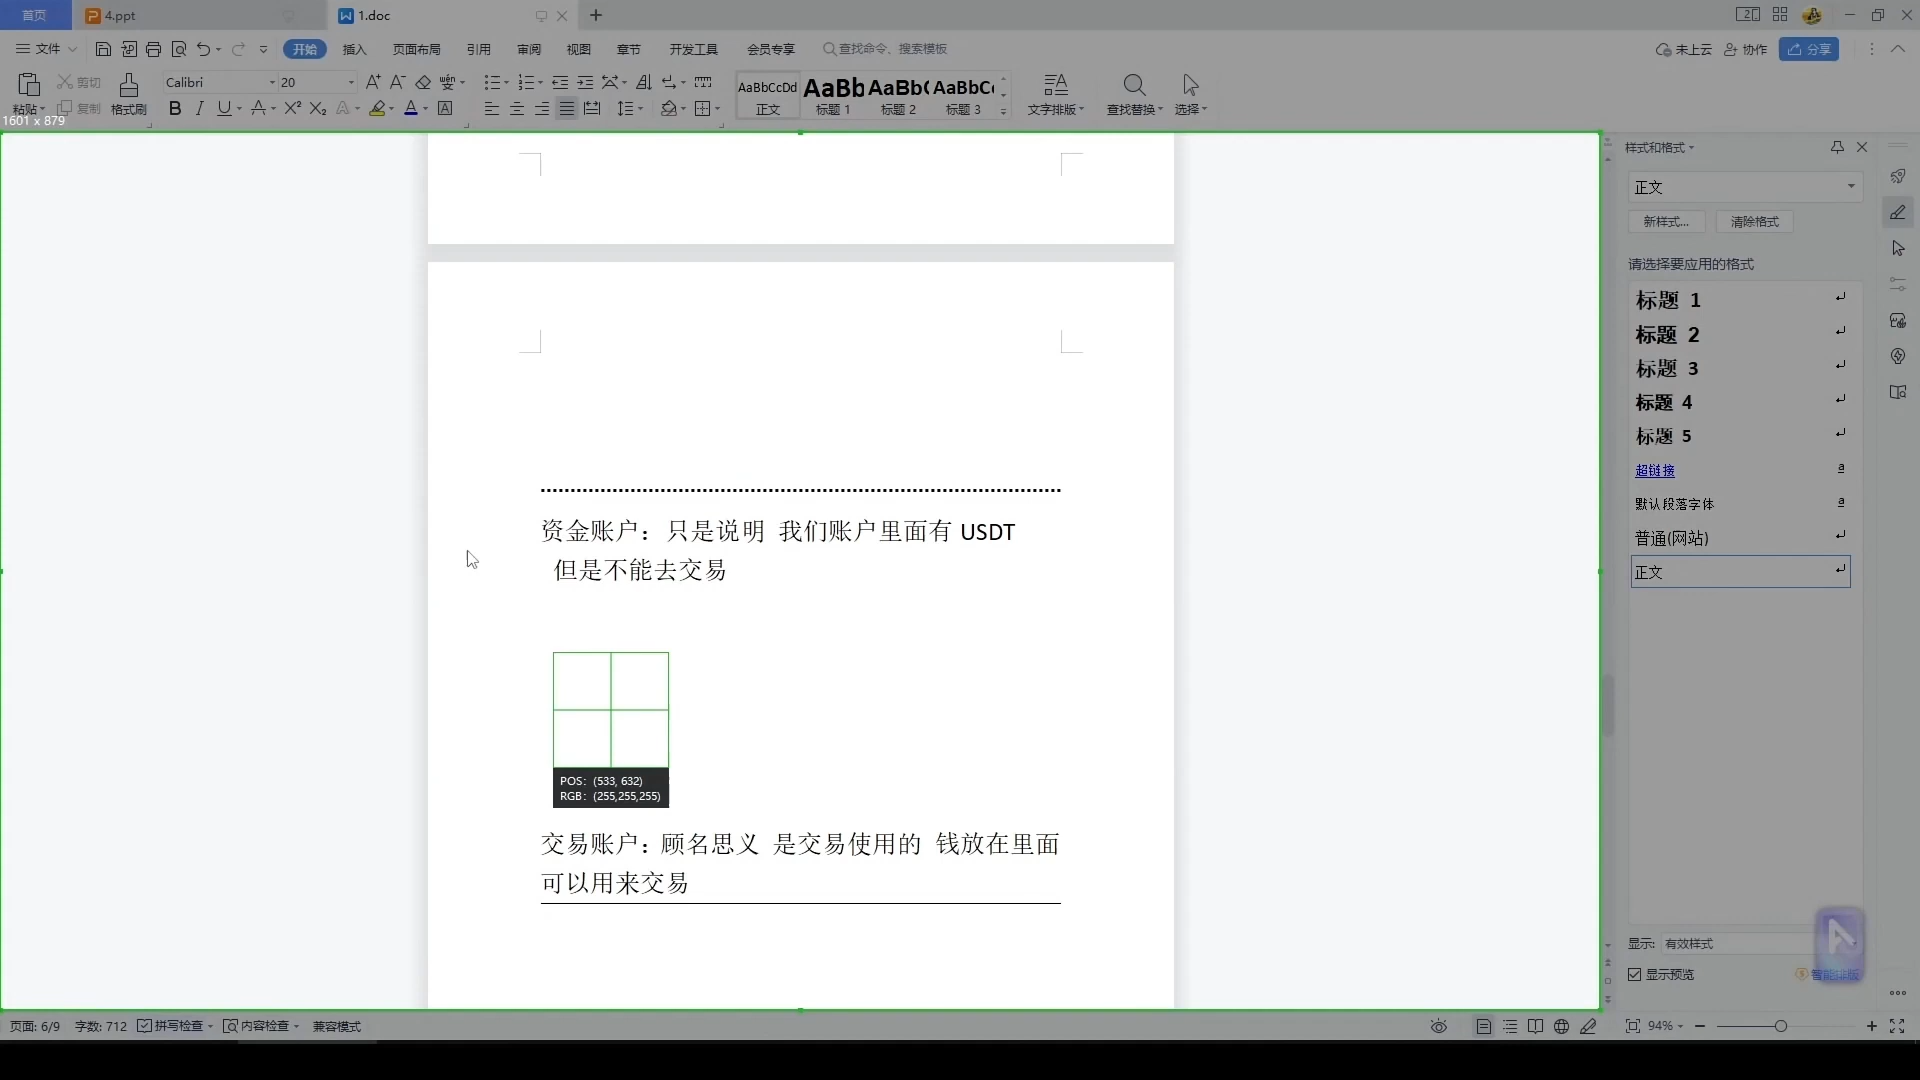 首页
4.ppt
1.doc
文件
开始
插入
页面布局
引用
审阅
视图
章节
开发工具
会员专享
查找命令、搜索模板
未上云
协作
分享
粘贴
剪切
复制
格式刷
Calibri
20
AaBbCcDd
AaBb
AaBb(
AaBbC(
正文
标题 1
标题 2
标题 3
文字排版
查找替换
选择
1601 x 879
资金账户：只是说明 我们账户里面有 USDT
但是不能去交易
POS: (533, 632)
RGB: (255,255,255)
交易账户：顾名思义 是交易使用的 钱放在里面
可以用来交易
样式和格式
正文
新样式...
清除格式
请选择要应用的格式
标题 1
标题 2
标题 3
标题 4
标题 5
超链接
默认段落字体
普通(网站)
正文
显示: 有效样式
显示预览
智能排版
页面: 6/9
字数: 712
拼写检查
内容检查
兼容模式
94%